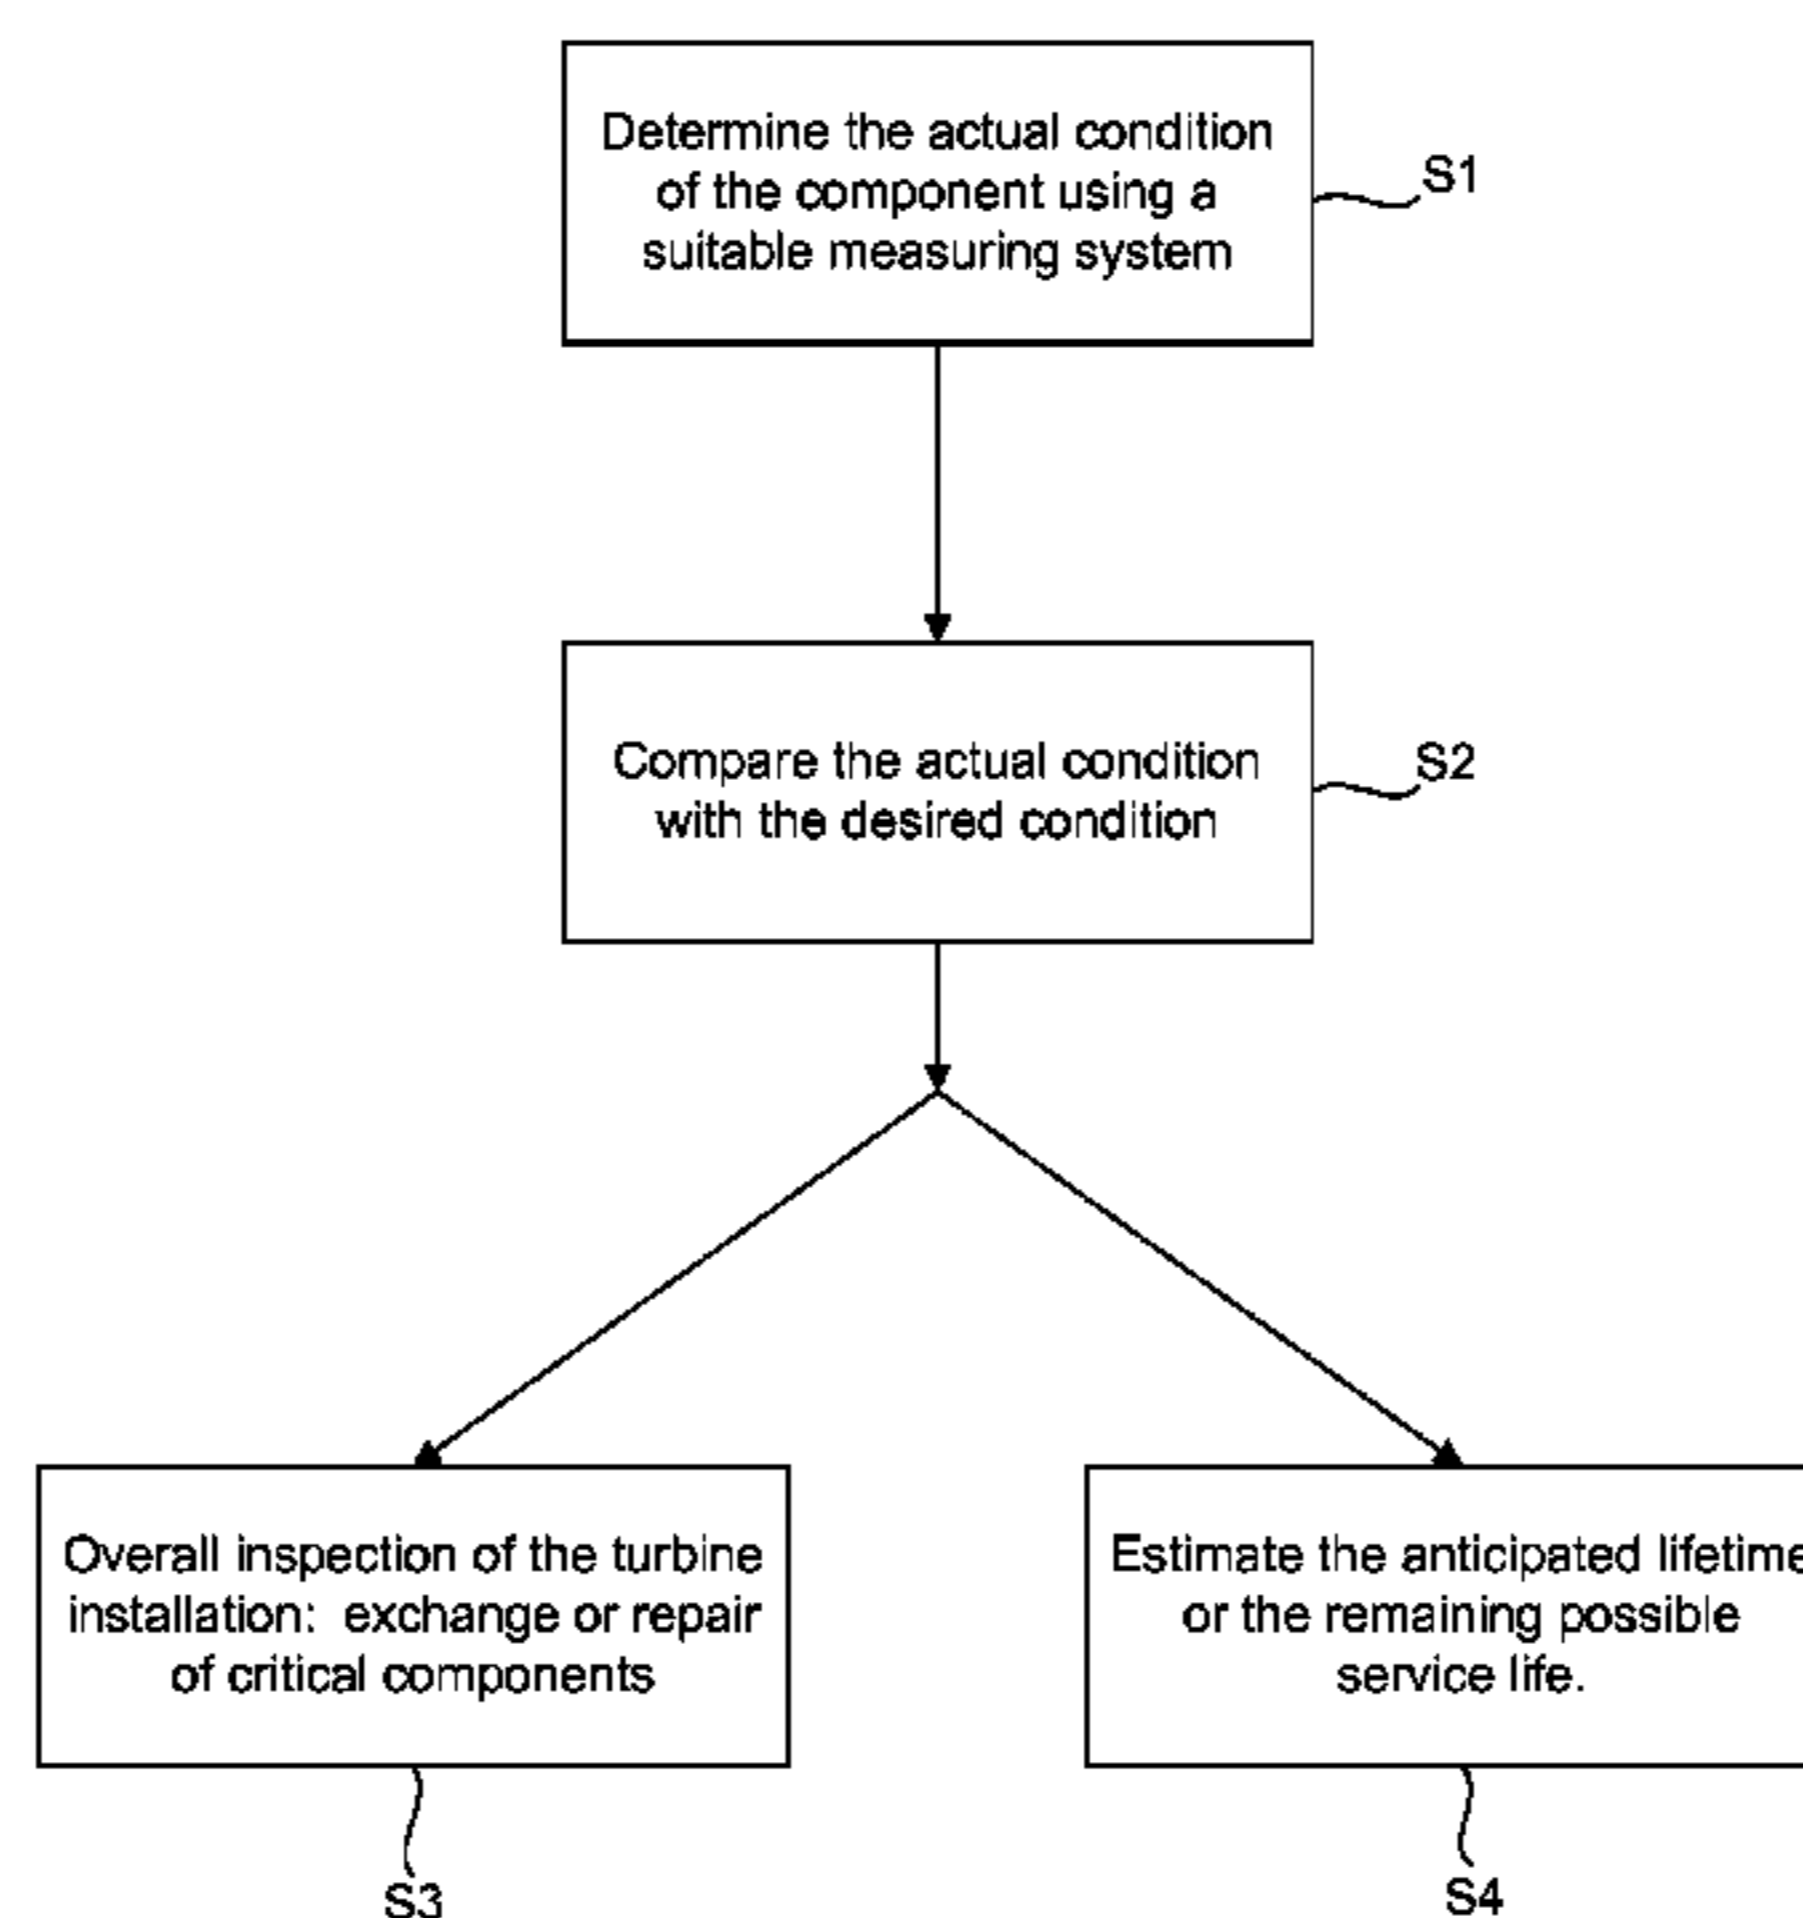 Determine the actual condition
of the component using a
suitable measuring system
S1
Compare the actual condition
with the desired condition
S2
Overall inspection of the turbine
installation: exchange or repair
of critical components
S3
Estimate the anticipated lifetime
or the remaining possible
service life.
S4